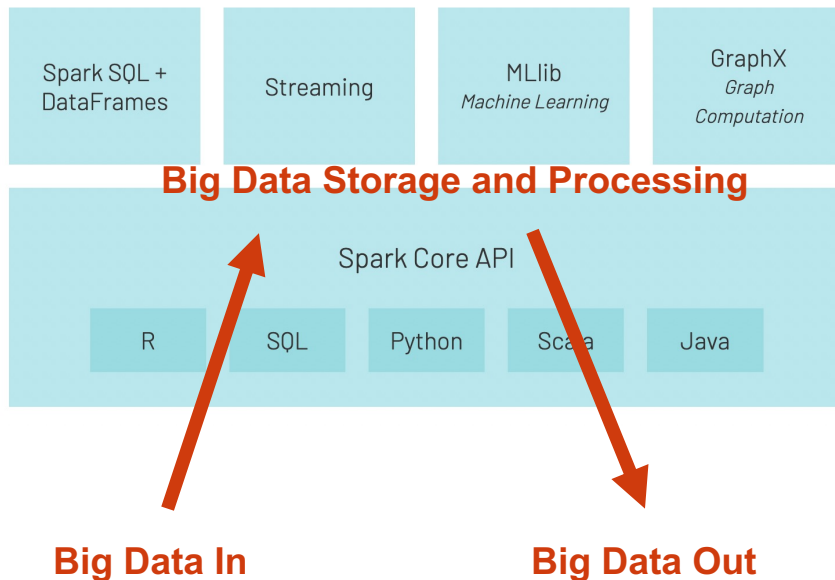 Spark SQL +
DataFrames
Streaming
MLlib
Machine Learning
GraphX
Graph
Computation
Big Data Storage and Processing
Spark Core API
R
SQL
Python
Scala
Java
Big Data In
Big Data Out